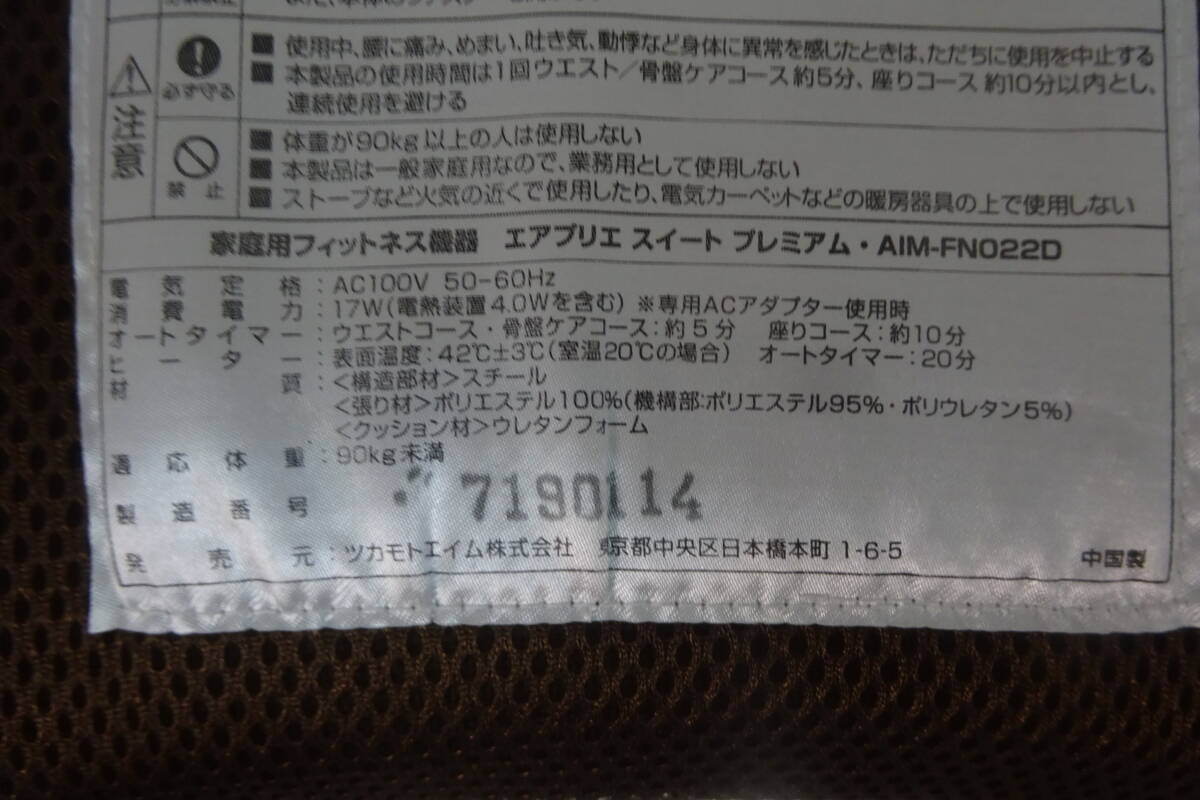 注意
必ず守る
■ 使用中、腰に痛み、めまい、吐き気、動悸など身体に異常を感じたときは、ただちに使用を中止する
■ 本製品の使用時間は1回ウエスト/骨盤ケアコース約5分、座りコース約10分以内とし、
連続使用を避ける
禁止
■ 体重が90kg以上の人は使用しない
■ 本製品は一般家庭用なので、業務用として使用しない
■ ストーブなど火気の近くで使用したり、電気カーペットなどの暖房器具の上で使用しない
家庭用フィットネス機器 エアプリエ スイート プレミアム・AIM-FN022D
電気定格:AC100V 50-60Hz
消費電力:17W(電熱装置4.0Wを含む) ※専用ACアダプター使用時
オートタイマー:ウエストコース・骨盤ケアコース:約5分 座りコース:約10分
ヒーター:表面温度:42℃±3℃(室温20℃の場合) オートタイマー:20分
材質:<構造部材>スチール
<張り材>ポリエステル100%(機構部:ポリエステル95%・ポリウレタン5%)
<クッション材>ウレタンフォーム
適応体重:90kg未満
製造番号 7190114
発売元:ツカモトエイム株式会社 東京都中央区日本橋本町 1-6-5 中国製